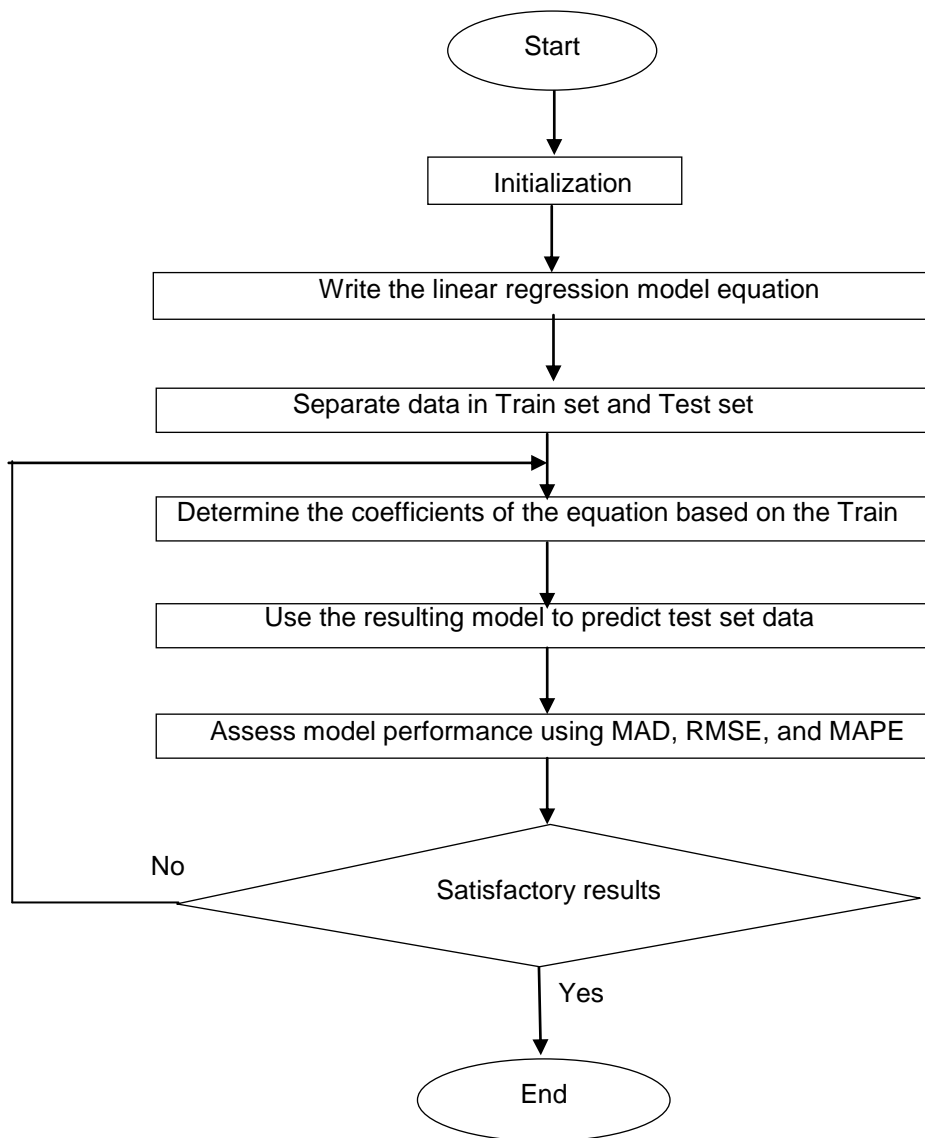 Start
Initialization
Write the linear regression model equation
Separate data in Train set and Test set
Determine the coefficients of the equation based on the Train
Use the resulting model to predict test set data
Assess model performance using MAD, RMSE, and MAPE
No
Satisfactory results
Yes
End